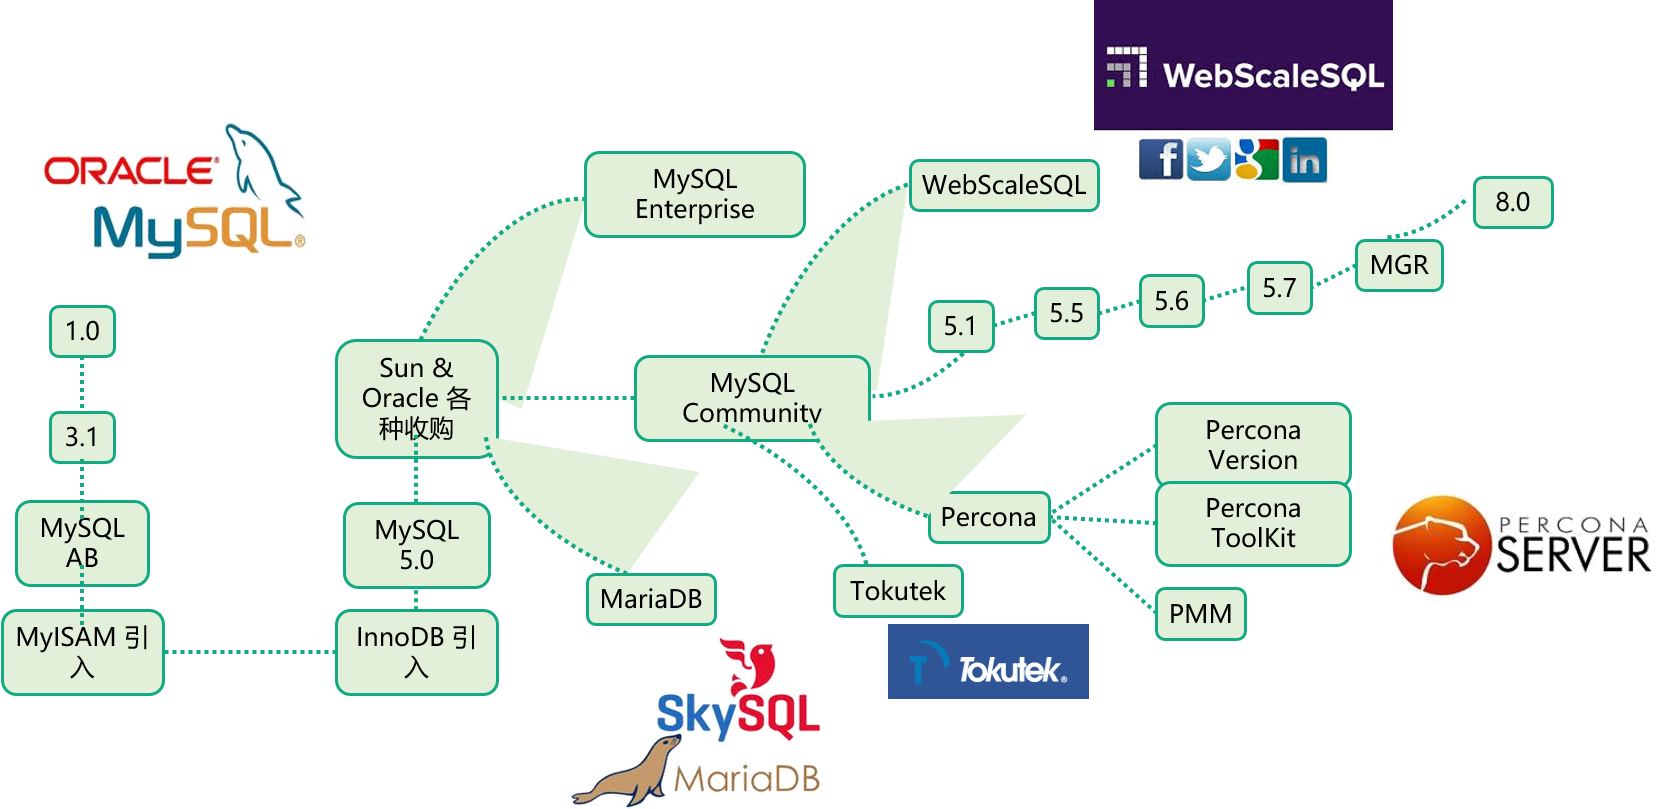 WebScaleSQL
ORACLE®
MySQL®
MySQL
Enterprise
WebScaleSQL
f
in
8.0
MGR
5.7
5.6
5.5
5.1
1.0
3.1
MySQL
AB
MyISAM 引
入
Sun &
Oracle 各
种收购
MySQL
5.0
InnoDB 引
入
MySQL
Community
MariaDB
Tokutek
Percona
Percona
Version
Percona
ToolKit
PMM
PERCONA
SERVER
Tokutek®
SkySQL
MariaDB